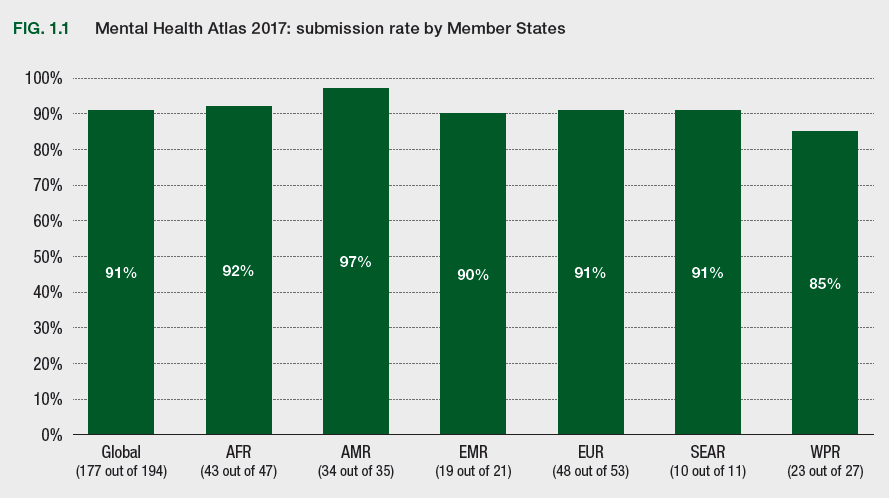 FIG. 1.1 Mental Health Atlas 2017: submission rate by Member States
100%
90%
80%
70%
60%
50%
40%
30%
20%
10%
0%
91%
92%
97%
90%
91%
91%
85%
Global
(177 out of 194)
AFR
(43 out of 47)
AMR
(34 out of 35)
EMR
(19 out of 21)
EUR
(48 out of 53)
SEAR
(10 out of 11)
WPR
(23 out of 27)